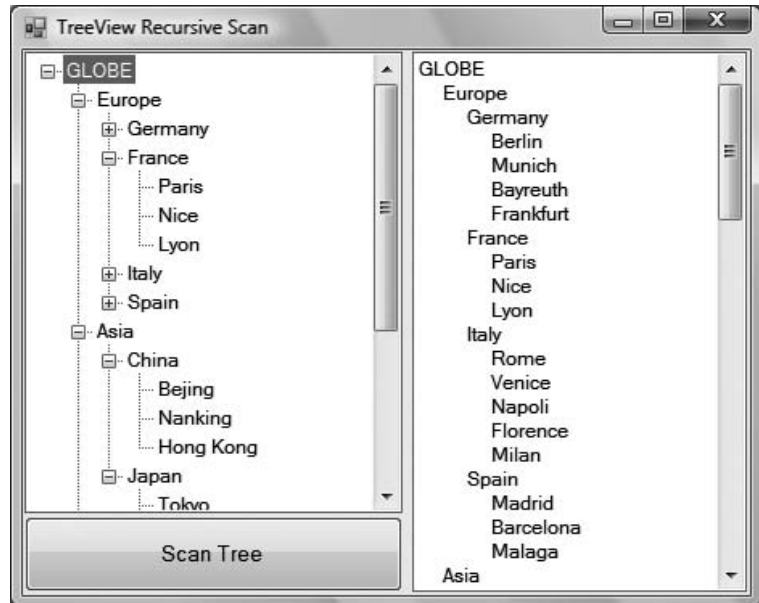 TreeView Recursive Scan
GLOBE
Europe
Germany
France
Paris
Nice
Lyon
Italy
Spain
Asia
China
Bejing
Nanking
Hong Kong
Japan
Tokyo
Scan Tree
GLOBE
Europe
Germany
Berlin
Munich
Bayreuth
Frankfurt
France
Paris
Nice
Lyon
Italy
Rome
Venice
Napoli
Florence
Milan
Spain
Madrid
Barcelona
Malaga
Asia